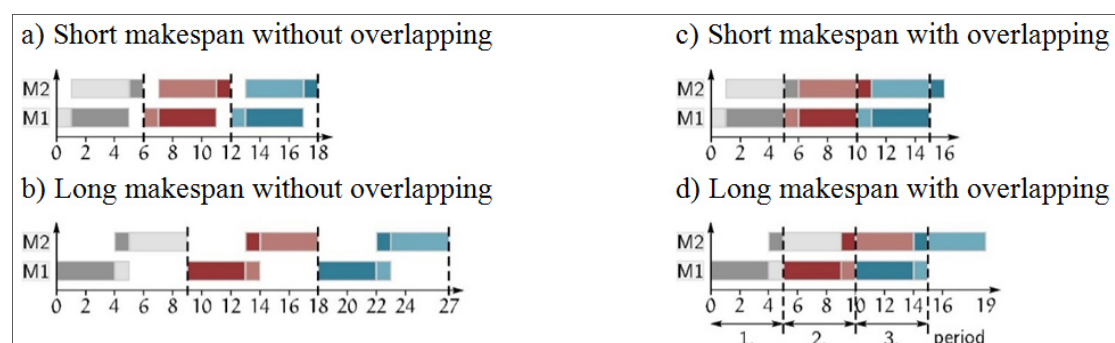 a) Short makespan without overlapping
M2
M1
0 2 4 6 8 10 12 14 16 18
b) Long makespan without overlapping
M2
M1
0 2 4 6 8 10 12 14 16 18 20 22 24 27
c) Short makespan with overlapping
M2
M1
0 2 4 6 8 10 12 14 16
d) Long makespan with overlapping
M2
M1
0 2 4 6 8 10 12 14 16 19
1. 2. 3. period